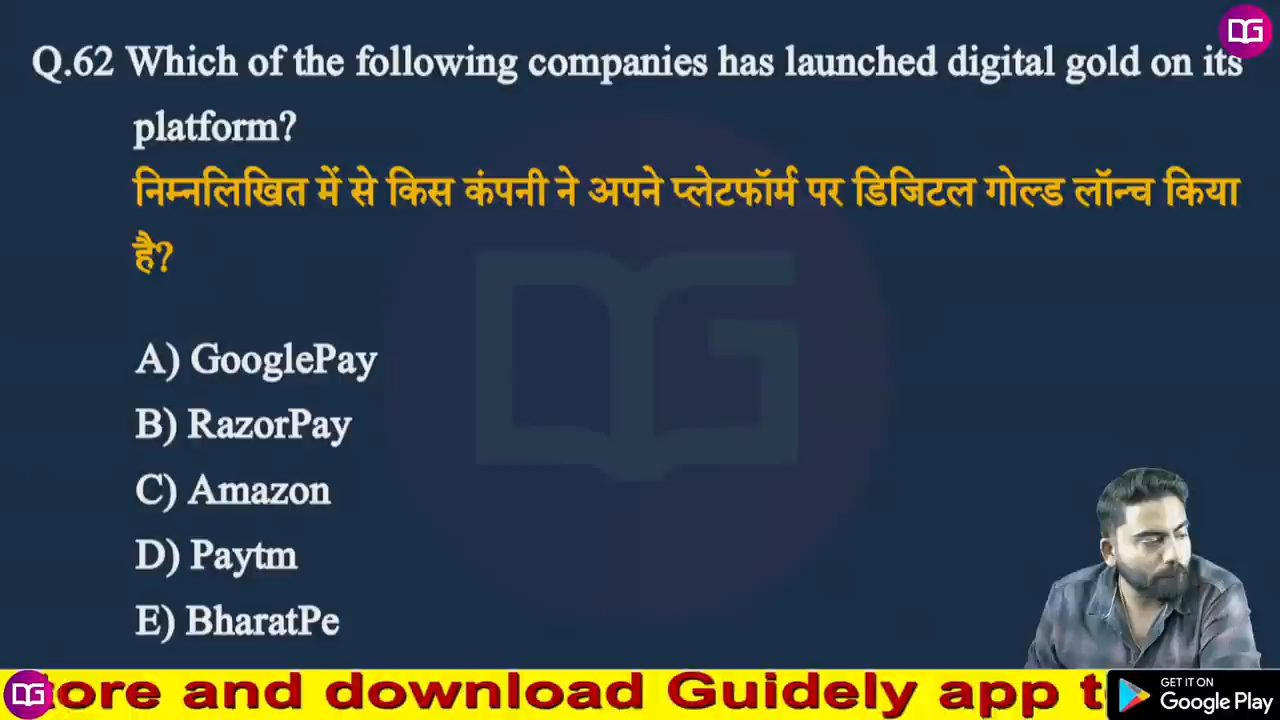 DG
Q.62 Which of the following companies has launched digital gold on its
platform?
निम्नलिखित में से किस कंपनी ने अपने प्लेटफॉर्म पर डिजिटल गोल्ड लॉन्च किया
है?
DG
A) GooglePay
B) RazorPay
C) Amazon
D) Paytm
E) BharatPe
DG
ore and download Guidely app t
GET IT ON
Google Play